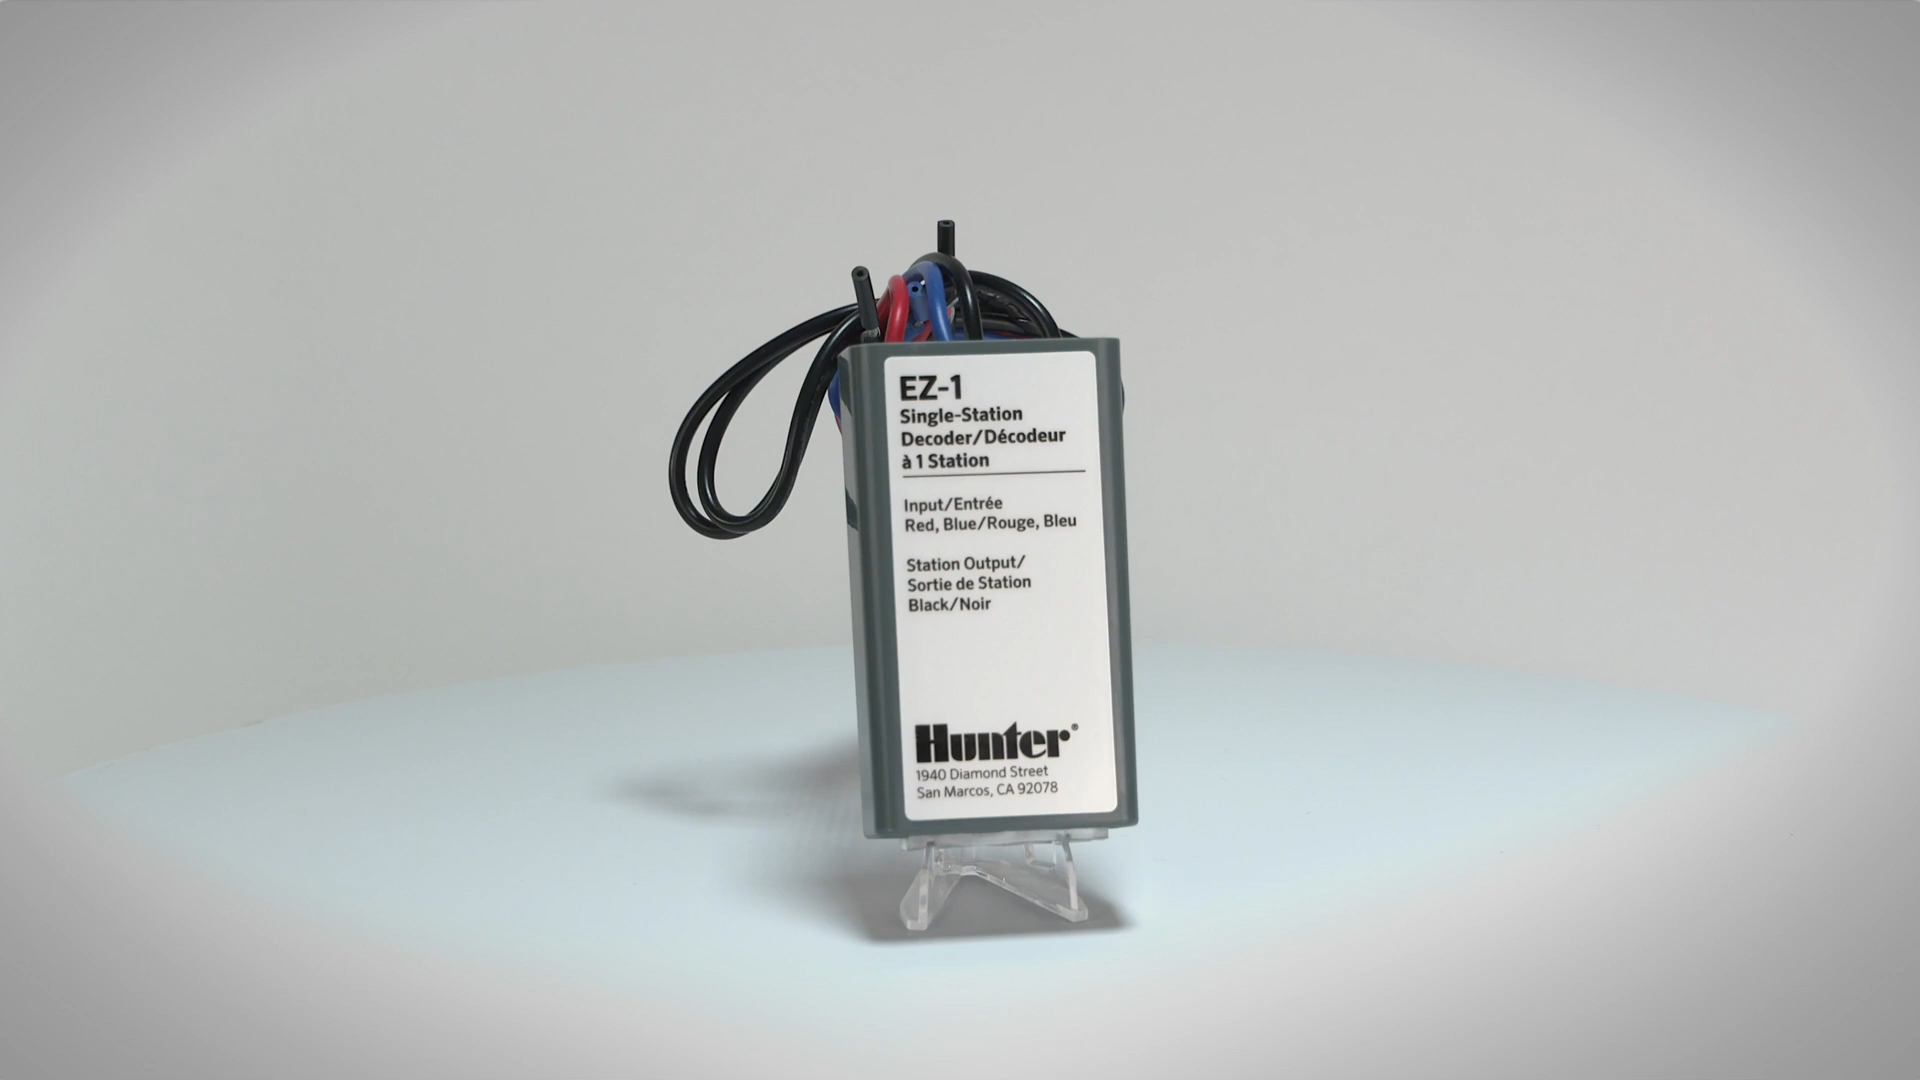 EZ-1
Single-Station
Decoder/Décodeur
à 1 Station
Input/Entrée
Red, Blue/Rouge, Bleu
Station Output/
Sortie de Station
Black/Noir
Hunter®
1940 Diamond Street
San Marcos, CA 92078